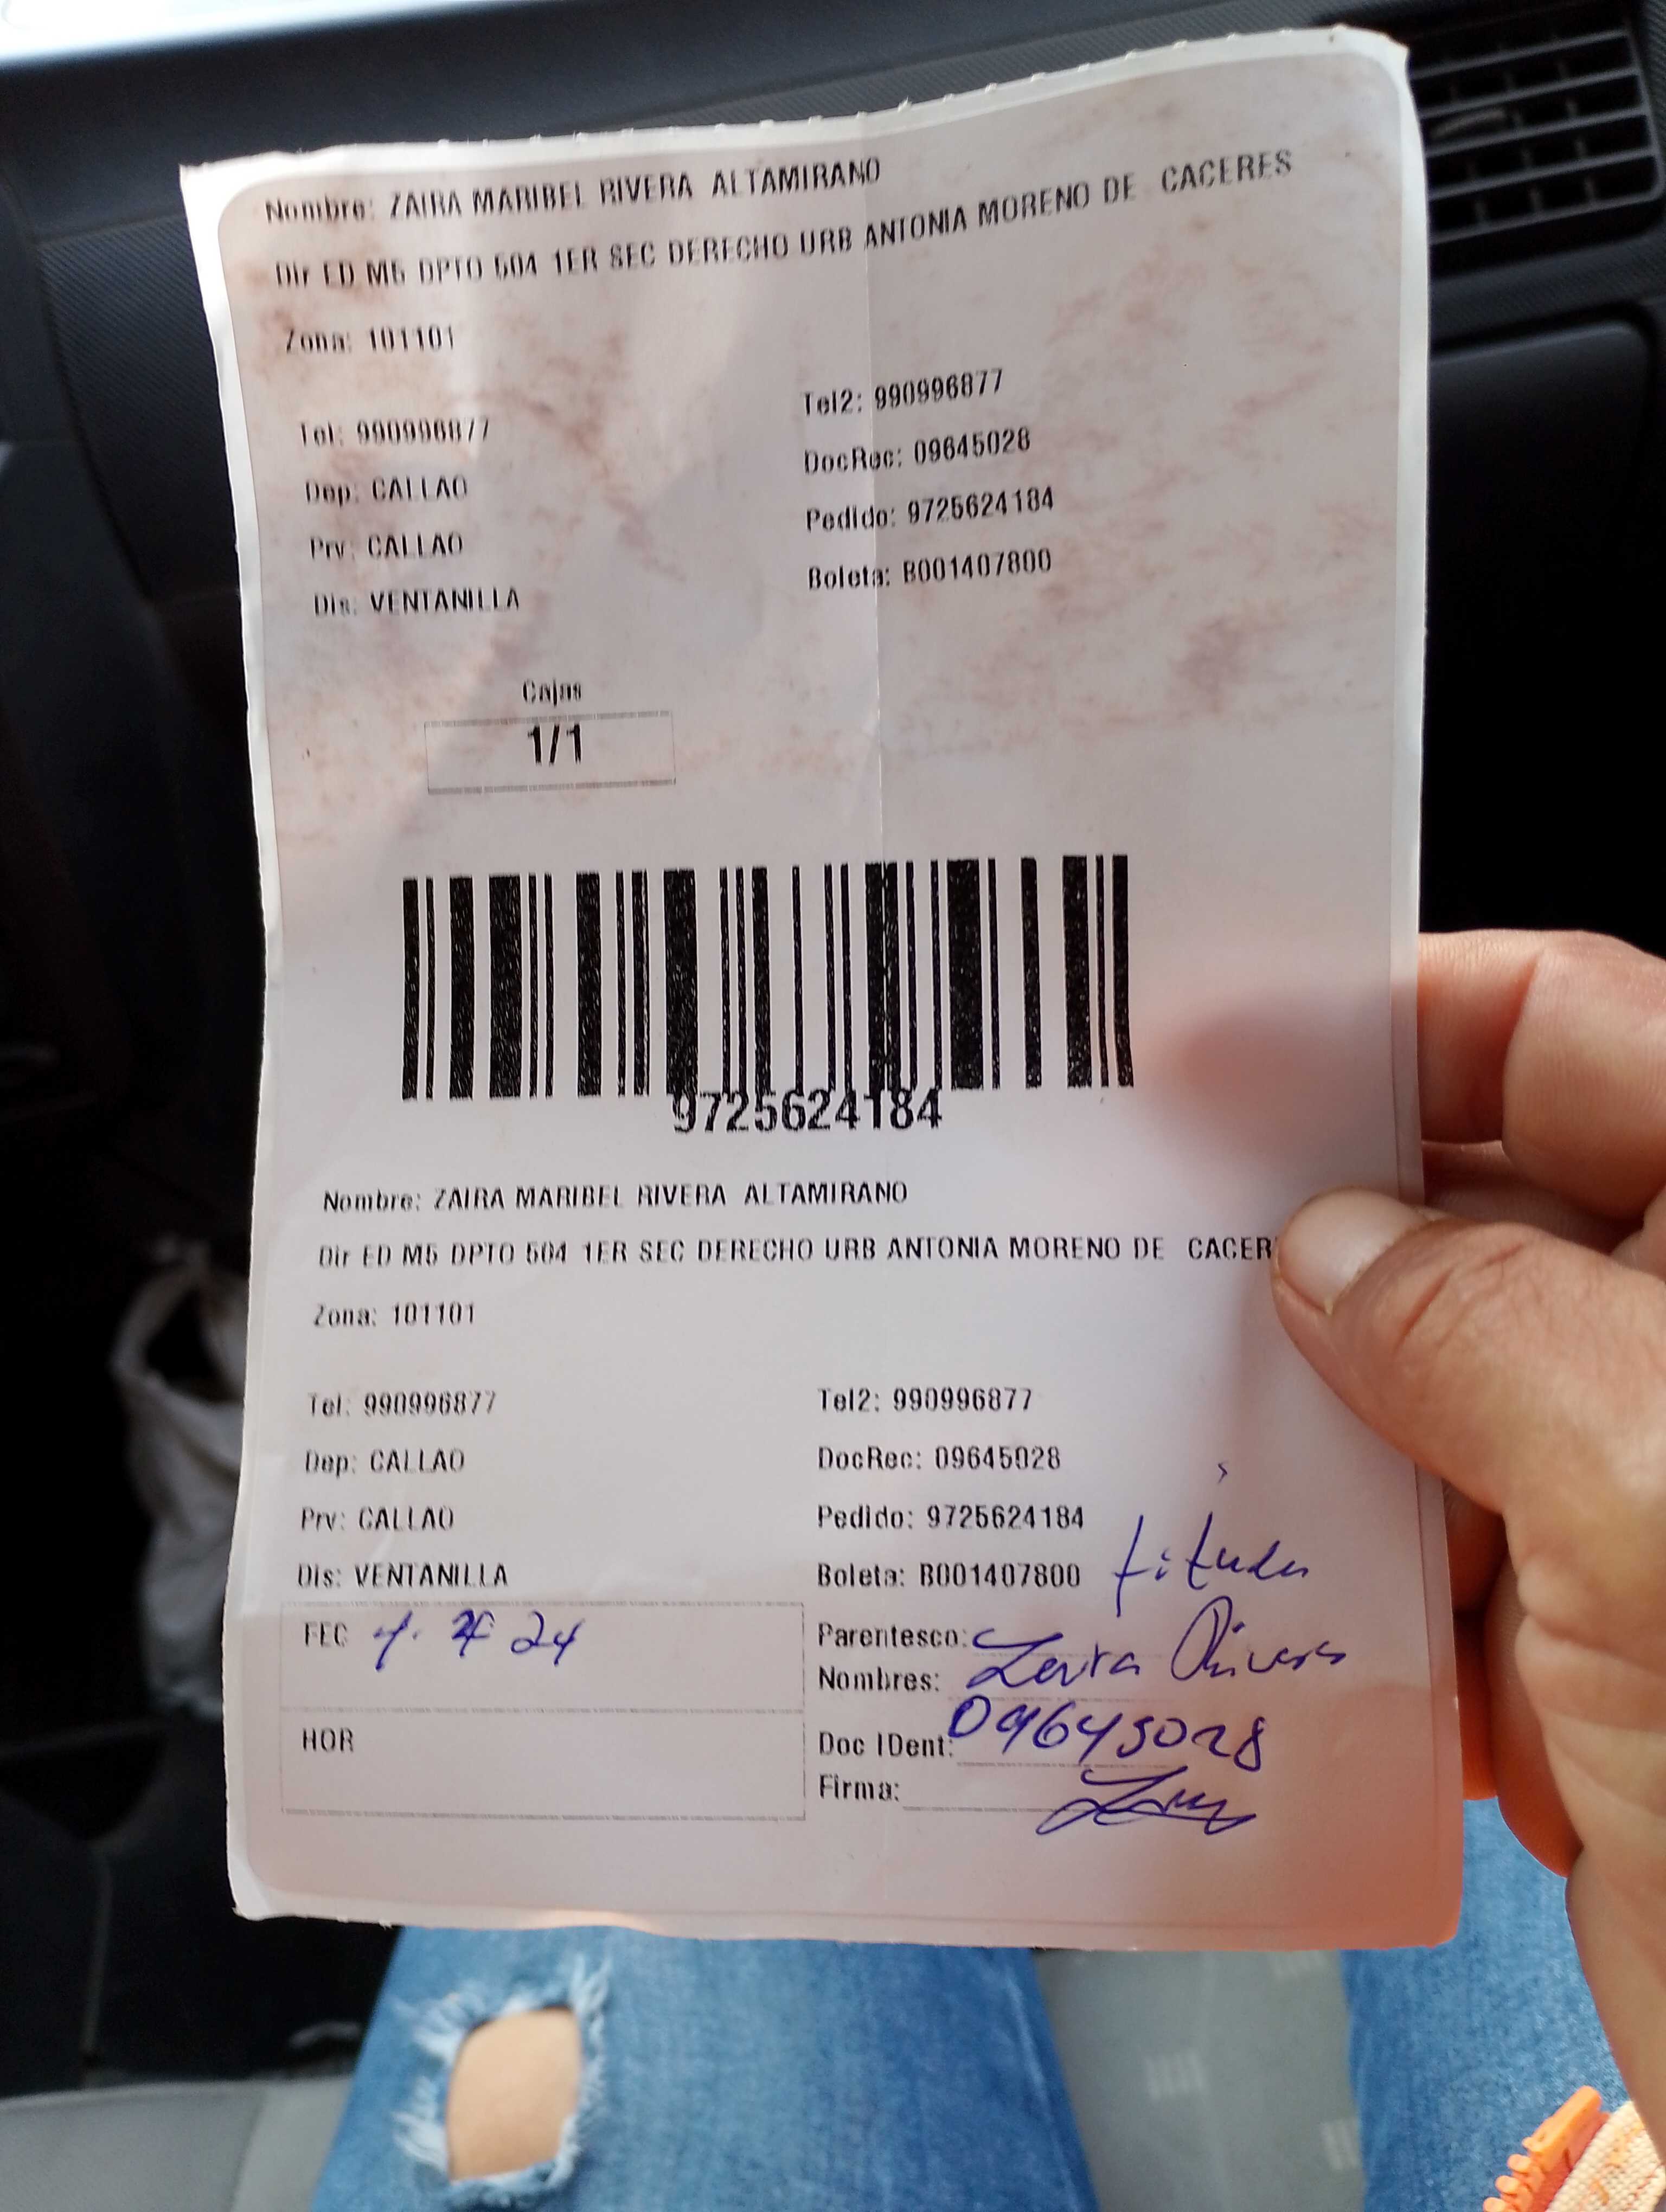 Nombre: ZAIRA MARIBEL RIVERA ALTAMIRANO
Dir ED M5 DPTO 504 1ER SEC DERECHO URB ANTONIA MORENO DE CACERES
Zona: 101101
Tel: 990996877 Tel2: 990996877
DocRec: 09645028
Dep: CALLAO
Pedido: 9725624184
Prv: CALLAO
Boleta: B001407800
Dis: VENTANILLA
Cajas
1/1
9725624184
Nombre: ZAIRA MARIBEL RIVERA ALTAMIRANO
Dir ED M5 DPTO 504 1ER SEC DERECHO URB ANTONIA MORENO DE CACER
Zona: 101101
Tel: 990996877 Tel2: 990996877
Dep: CALLAO DocRec: 09645028
Prv: CALLAO Pedido: 9725624184
Dis: VENTANILLA Boleta: B001407800
FEC 24
Parentesco:
Nombres:
HOR Doc IDent: 09645028
Firma: